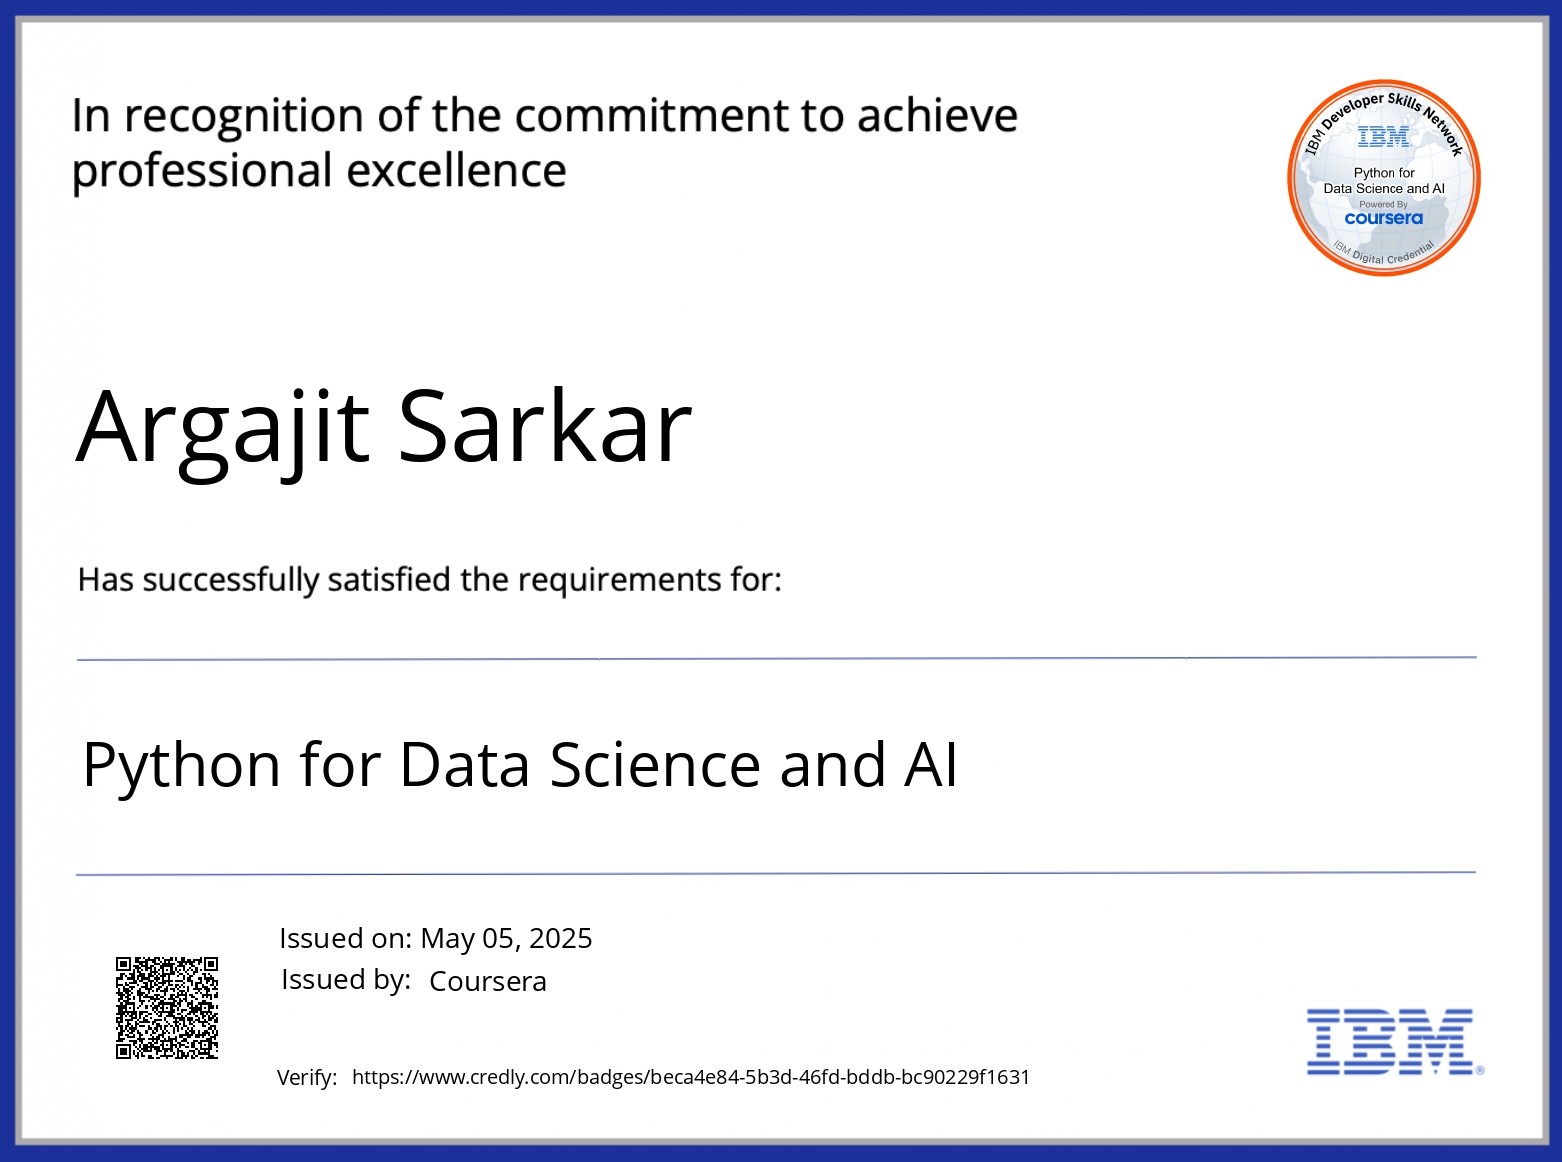 In recognition of the commitment to achieve
professional excellence
IBM Developer Skills Network
IBM
Python for
Data Science and AI
Powered By
coursera
IBM Digital Credential
Argajit Sarkar
Has successfully satisfied the requirements for:
Python for Data Science and AI
Issued on: May 05, 2025
Issued by: Coursera
Verify: https://www.credly.com/badges/beca4e84-5b3d-46fd-bddb-bc90229f1631
IBM®